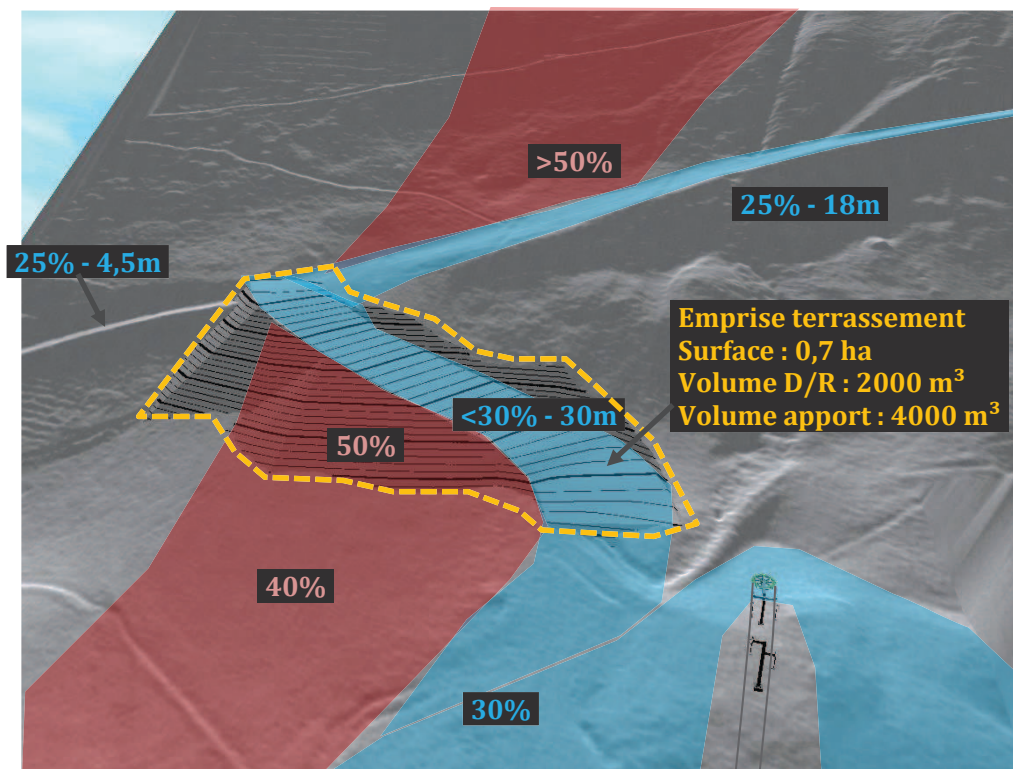 >50%
25% - 18m
25% - 4,5m
Emprise terrassement
Surface : 0,7 ha
Volume D/R : 2000 m³
Volume apport : 4000 m³
<30% - 30m
50%
40%
30%